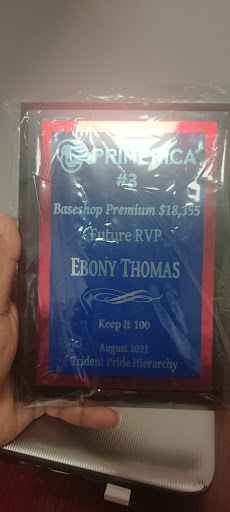 PRIMERICA
#3
Baseshop Premium $18,355
Future RVP
EBONY THOMAS
Keep It 100
August 2021
Trident Pride Hierarchy